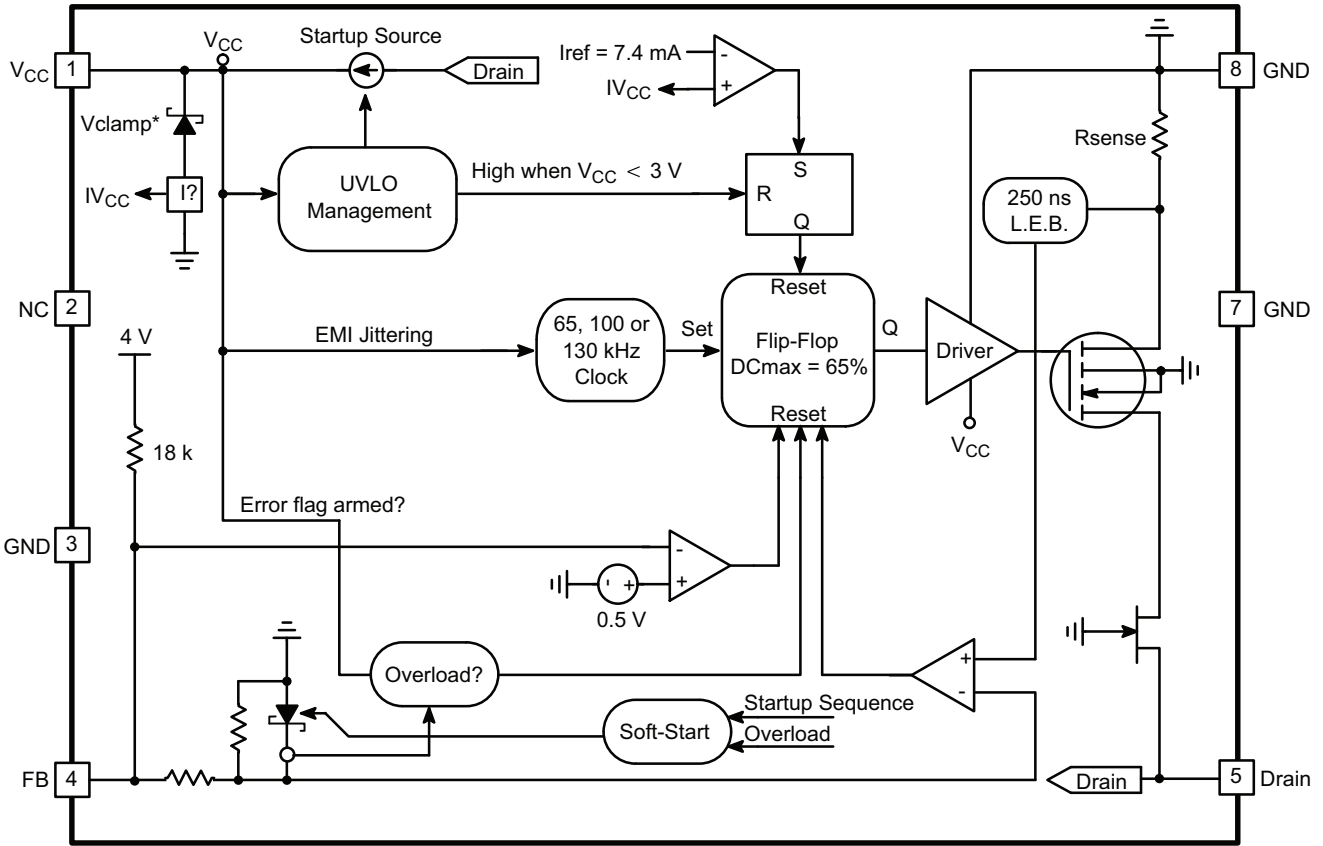 VCC
Startup Source
Iref = 7.4 mA
-
+
IVCC
VCC
1
Drain
8
GND
Vclamp*
Rsense
IVCC
I?
UVLO
Management
High when VCC < 3 V
S
R
Q
250 ns
L.E.B.
NC
2
7
GND
4 V
EMI Jittering
65, 100 or
130 kHz
Clock
Set
Reset
Flip-Flop
DCmax = 65%
Reset
Q
Driver
VCC
18 k
Error flag armed?
GND
3
-
+
- +
0.5 V
Overload?
+
-
Soft-Start
Startup Sequence
Overload
FB
4
Drain
5
Drain